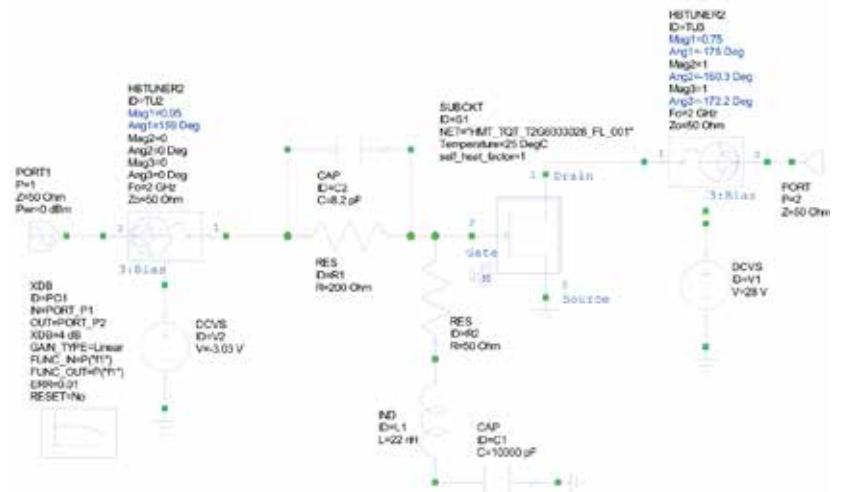 HBTUNER2
ID=TU3
Mag1=0.75
Ang1=-175 Deg
Mag2=1
Ang2=-160.3 Deg
Mag3=1
Ang3=-172.2 Deg
Fo=2 GHz
Zo=50 Ohm
HBTUNER2
ID=TU2
Mag1=0.95
Ang1=159 Deg
Mag2=0
Ang2=0 Deg
Mag3=0
Ang3=0 Deg
Fo=2 GHz
Zo=50 Ohm
SUBCKT
ID=S1
Temperature=25 DegC
self_heat_factor=1
PORT1
P=1
Z=50 Ohm
Pwr=0 dBm
CAP
ID=C2
C=8.2 pF
1
Drain
1
2
3:Bias
PORT
P=2
Z=50 Ohm
2
1
3:Bias
RES
ID=R1
R=200 Ohm
2
Gate
Source
DCVS
ID=V1
V=28 V
XDB
ID=PC1
IN=PORT_P1
OUT=PORT_P2
XDB=4 dB
GAIN_TYPE=Linear
FUNC_IN=P("f1")
FUNC_OUT=P("f1")
ERR=0.01
RESET=No
DCVS
ID=V2
V=-3.03 V
RES
ID=R2
R=50 Ohm
IND
ID=L1
L=22 nH
CAP
ID=C1
C=10000 pF